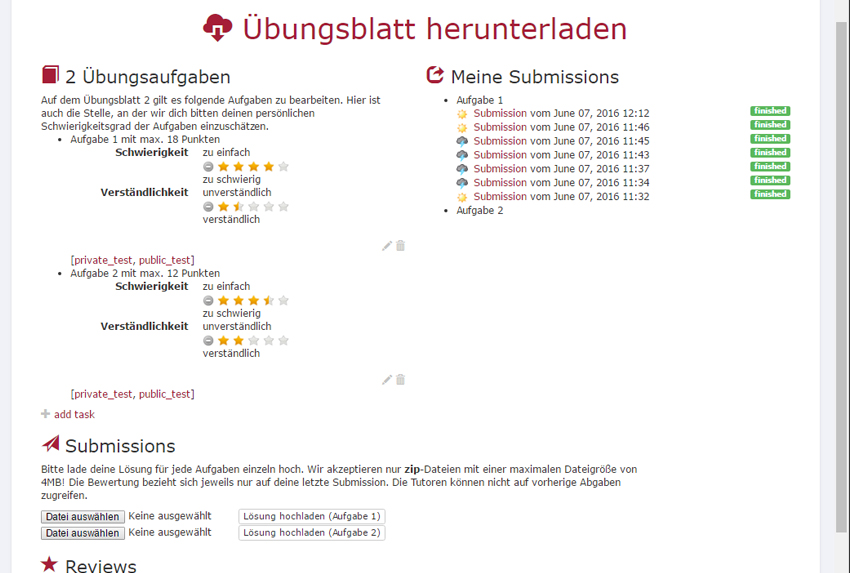 Übungsblatt herunterladen
2 Übungsaufgaben
Auf dem Übungsblatt 2 gilt es folgende Aufgaben zu bearbeiten. Hier ist
auch die Stelle, an der wir dich bitten deinen persönlichen
Schwierigkeitsgrad der Aufgaben einzuschätzen.
Aufgabe 1 mit max. 18 Punkten
Schwierigkeit zu einfach
zu schwierig
Verständlichkeit unverständlich
verständlich
[private_test, public_test]
Aufgabe 2 mit max. 12 Punkten
Schwierigkeit zu einfach
zu schwierig
Verständlichkeit unverständlich
verständlich
[private_test, public_test]
add task
Meine Submissions
Aufgabe 1
Submission vom June 07, 2016 12:12 finished
Submission vom June 07, 2016 11:46 finished
Submission vom June 07, 2016 11:45 finished
Submission vom June 07, 2016 11:43 finished
Submission vom June 07, 2016 11:37 finished
Submission vom June 07, 2016 11:34 finished
Submission vom June 07, 2016 11:32 finished
Aufgabe 2
Submissions
Bitte lade deine Lösung für jede Aufgaben einzeln hoch. Wir akzeptieren nur zip-Dateien mit einer maximalen Dateigröße von
4MB! Die Bewertung bezieht sich jeweils nur auf deine letzte Submission. Die Tutoren können nicht auf vorherige Abgaben
zugreifen.
Datei auswählen Keine ausgewählt Lösung hochladen (Aufgabe 1)
Datei auswählen Keine ausgewählt Lösung hochladen (Aufgabe 2)
Reviews